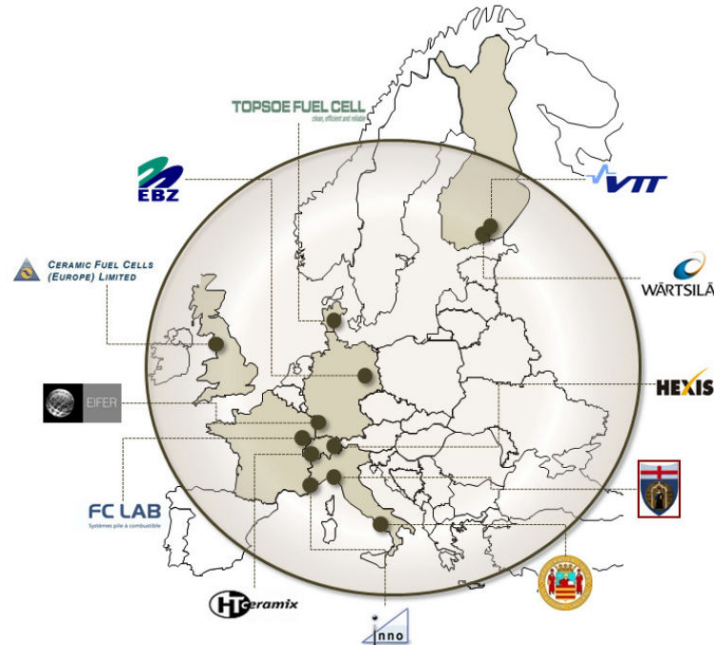 TOPSOE FUEL CELL
clean, efficient and reliable
EBZ
VTT
CERAMIC FUEL CELLS
(EUROPE) LIMITED
WÄRTSILÄ
HEXIS
EIFER
FC LAB
Systèmes pile à combustible
HTceramix
inno